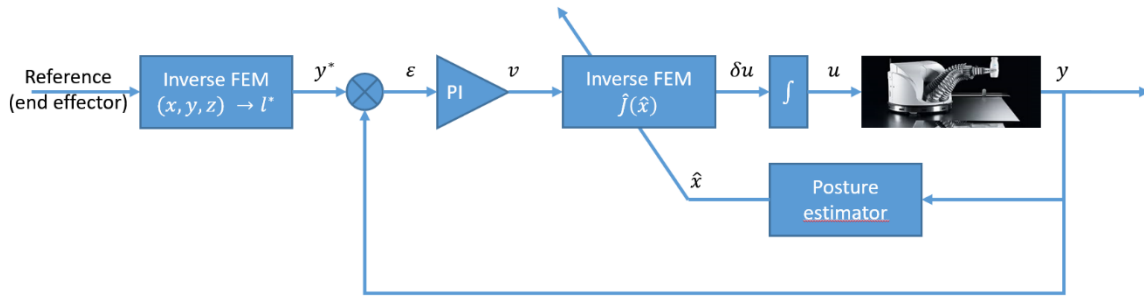 Reference
(end effector)
Inverse FEM
(x, y, z) → l*
y*
ε
PI
v
Inverse FEM
Ĵ(x̂)
δu
∫
u
y
x̂
Posture
estimator